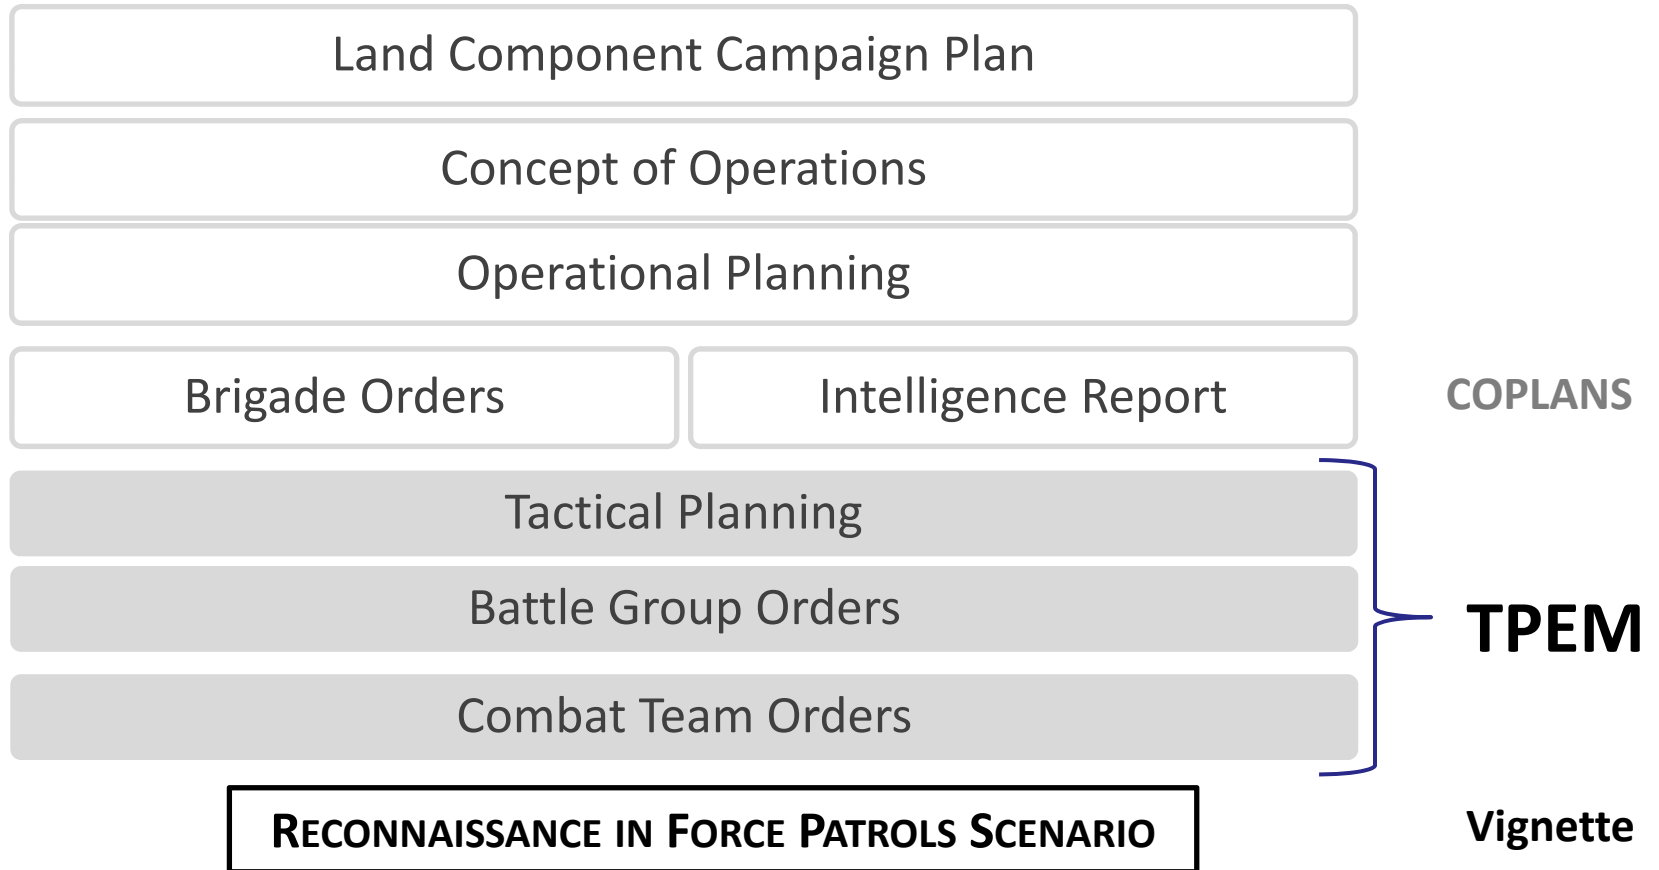 Land Component Campaign Plan
Concept of Operations
Operational Planning
Brigade Orders
Intelligence Report
COPLANS
Tactical Planning
Battle Group Orders
TPEM
Combat Team Orders
RECONNAISSANCE IN FORCE PATROLS SCENARIO
Vignette